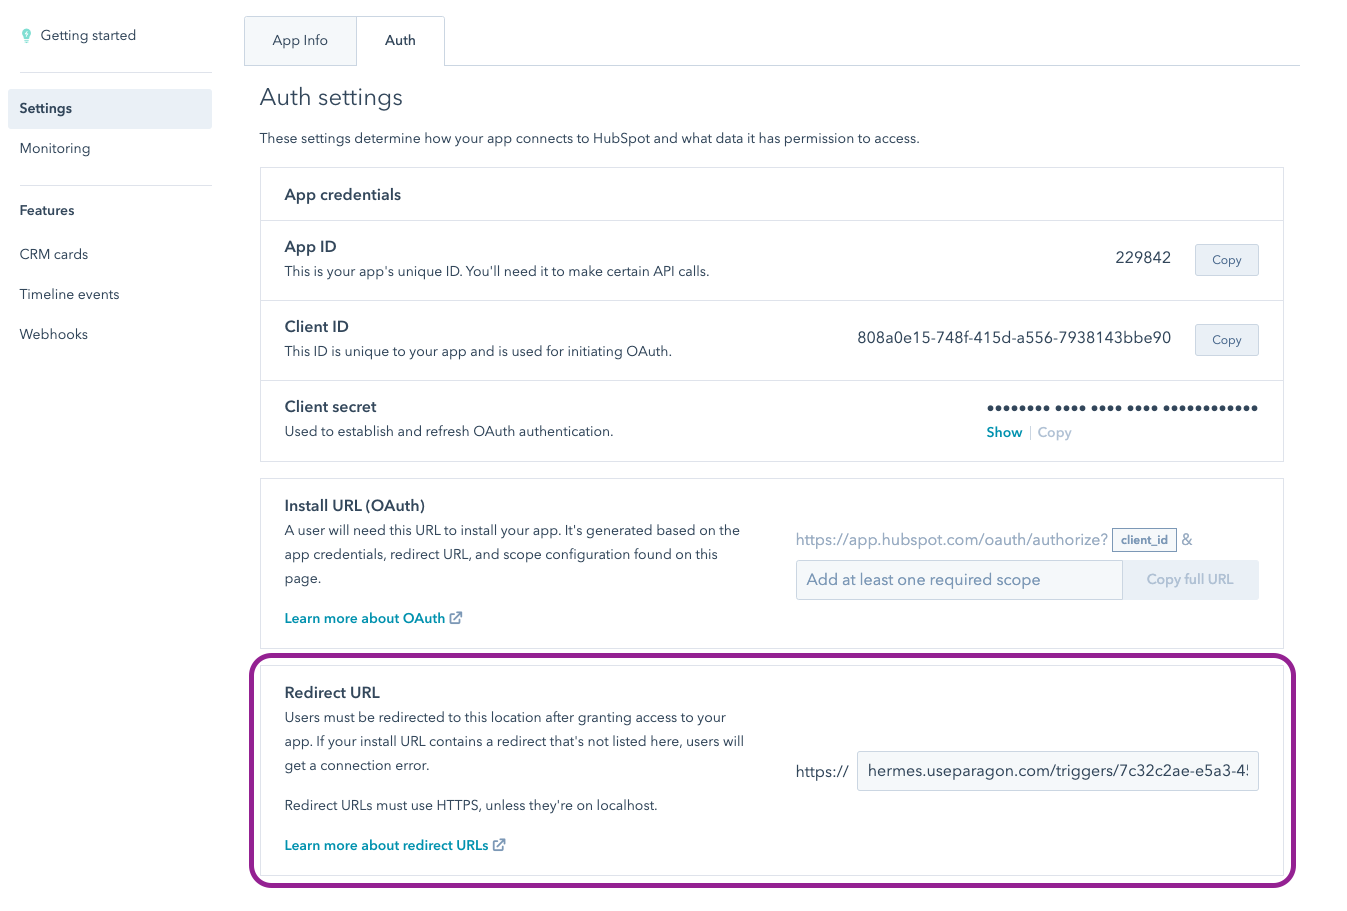 Getting started
Settings
Monitoring
Features
CRM cards
Timeline events
Webhooks
App Info
Auth
Auth settings
These settings determine how your app connects to HubSpot and what data it has permission to access.
App credentials
App ID
This is your app's unique ID. You'll need it to make certain API calls.
229842
Copy
Client ID
This ID is unique to your app and is used for initiating OAuth.
808a0e15-748f-415d-a556-7938143bbe90
Copy
Client secret
Used to establish and refresh OAuth authentication.
•••••••• •••• •••• •••• ••••••••••••
Show | Copy
Install URL (OAuth)
A user will need this URL to install your app. It's generated based on the
app credentials, redirect URL, and scope configuration found on this
page.
Learn more about OAuth
https://app.hubspot.com/oauth/authorize? client_id &
Add at least one required scope
Copy full URL
Redirect URL
Users must be redirected to this location after granting access to your
app. If your install URL contains a redirect that's not listed here, users will
get a connection error.
Redirect URLs must use HTTPS, unless they're on localhost.
Learn more about redirect URLs
https:// hermes.useparagon.com/triggers/7c32c2ae-e5a3-4